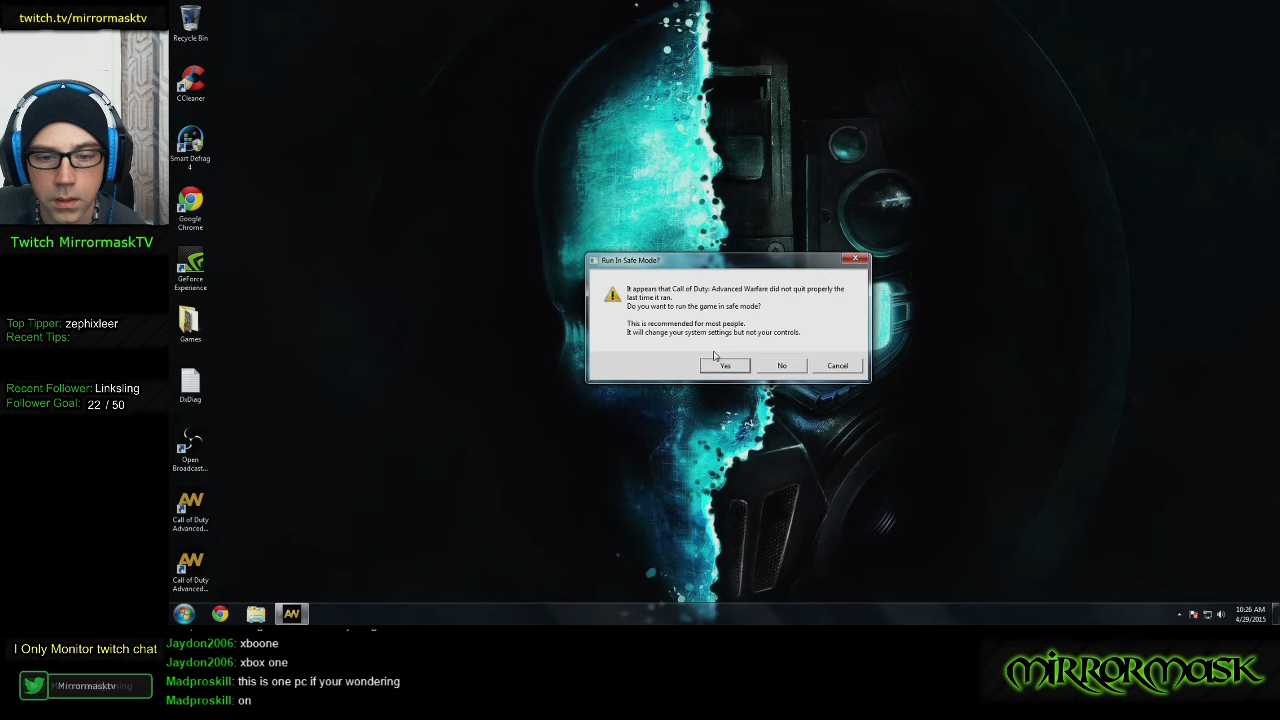 twitch.tv/mirrormasktv
Twitch MirrormaskTV
Top Tipper: zephixleer
Recent Tips:
Recent Follower: Linksling
Follower Goal: 22 / 50
Recycle Bin
CCleaner
Smart Defrag
4
Google
Chrome
GeForce
Experience
Games
DxDiag
Open
Broadcast...
AW
Call of Duty
Advanced...
AW
Call of Duty
Advanced...
Run In Safe Mode?
It appears that Call of Duty: Advanced Warfare did not quit properly the
last time it ran.
Do you want to run the game in safe mode?
This is recommended for most people.
It will change your system settings but not your controls.
Yes
No
Cancel
AW
10:26 AM
4/29/2015
I Only Monitor twitch chat
Mirrormasktv
Jaydon2006: xboone
Jaydon2006: xbox one
Madproskill: this is one pc if your wondering
Madproskill: on
MIRRORMASK